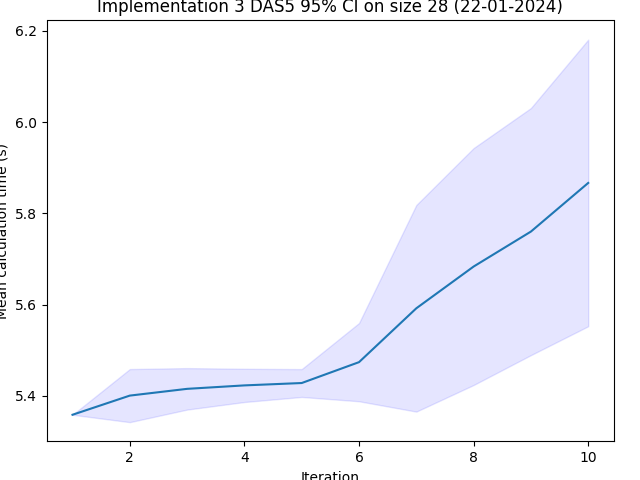 Implementation 3 DAS5 95% CI on size 28 (22-01-2024)
6.2
6.0
5.8
5.6
5.4
Mean calculation time (s)
2 4 6 8 10
Iteration